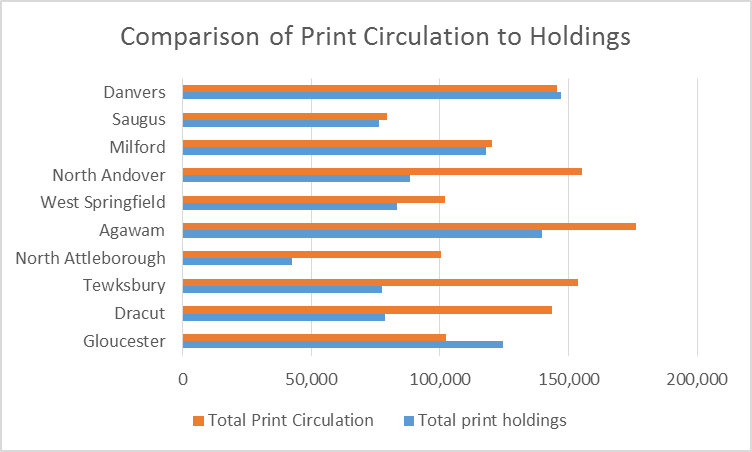 Comparison of Print Circulation to Holdings
Danvers
Saugus
Milford
North Andover
West Springfield
Agawam
North Attleborough
Tewksbury
Dracut
Gloucester
0 50,000 100,000 150,000 200,000
Total Print Circulation Total print holdings